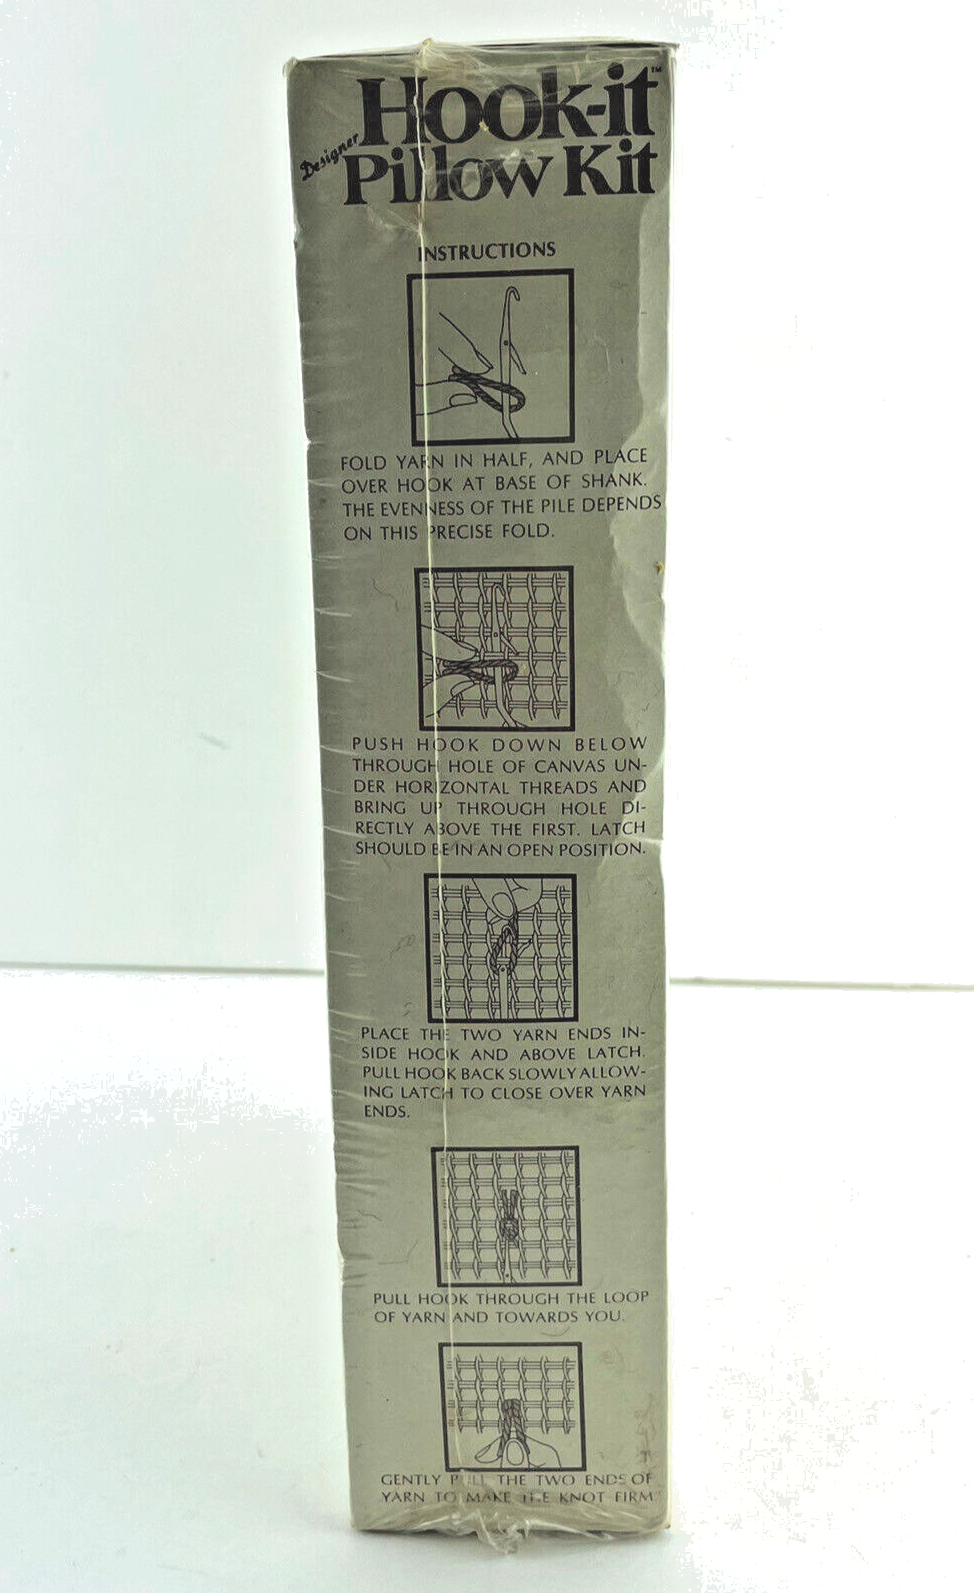 Hook-it™
Designer
Pillow Kit
INSTRUCTIONS
FOLD YARN IN HALF, AND PLACE
OVER HOOK AT BASE OF SHANK.
THE EVENNESS OF THE PILE DEPENDS
ON THIS PRECISE FOLD.
PUSH HOOK DOWN BELOW
THROUGH HOLE OF CANVAS UN-
DER HORIZONTAL THREADS AND
BRING UP THROUGH HOLE DI-
RECTLY ABOVE THE FIRST. LATCH
SHOULD BE IN AN OPEN POSITION.
PLACE THE TWO YARN ENDS IN-
SIDE HOOK AND ABOVE LATCH.
PULL HOOK BACK SLOWLY ALLOW-
ING LATCH TO CLOSE OVER YARN
ENDS.
PULL HOOK THROUGH THE LOOP
OF YARN AND TOWARDS YOU.
GENTLY PULL THE TWO ENDS OF
YARN TO MAKE THE KNOT FIRM